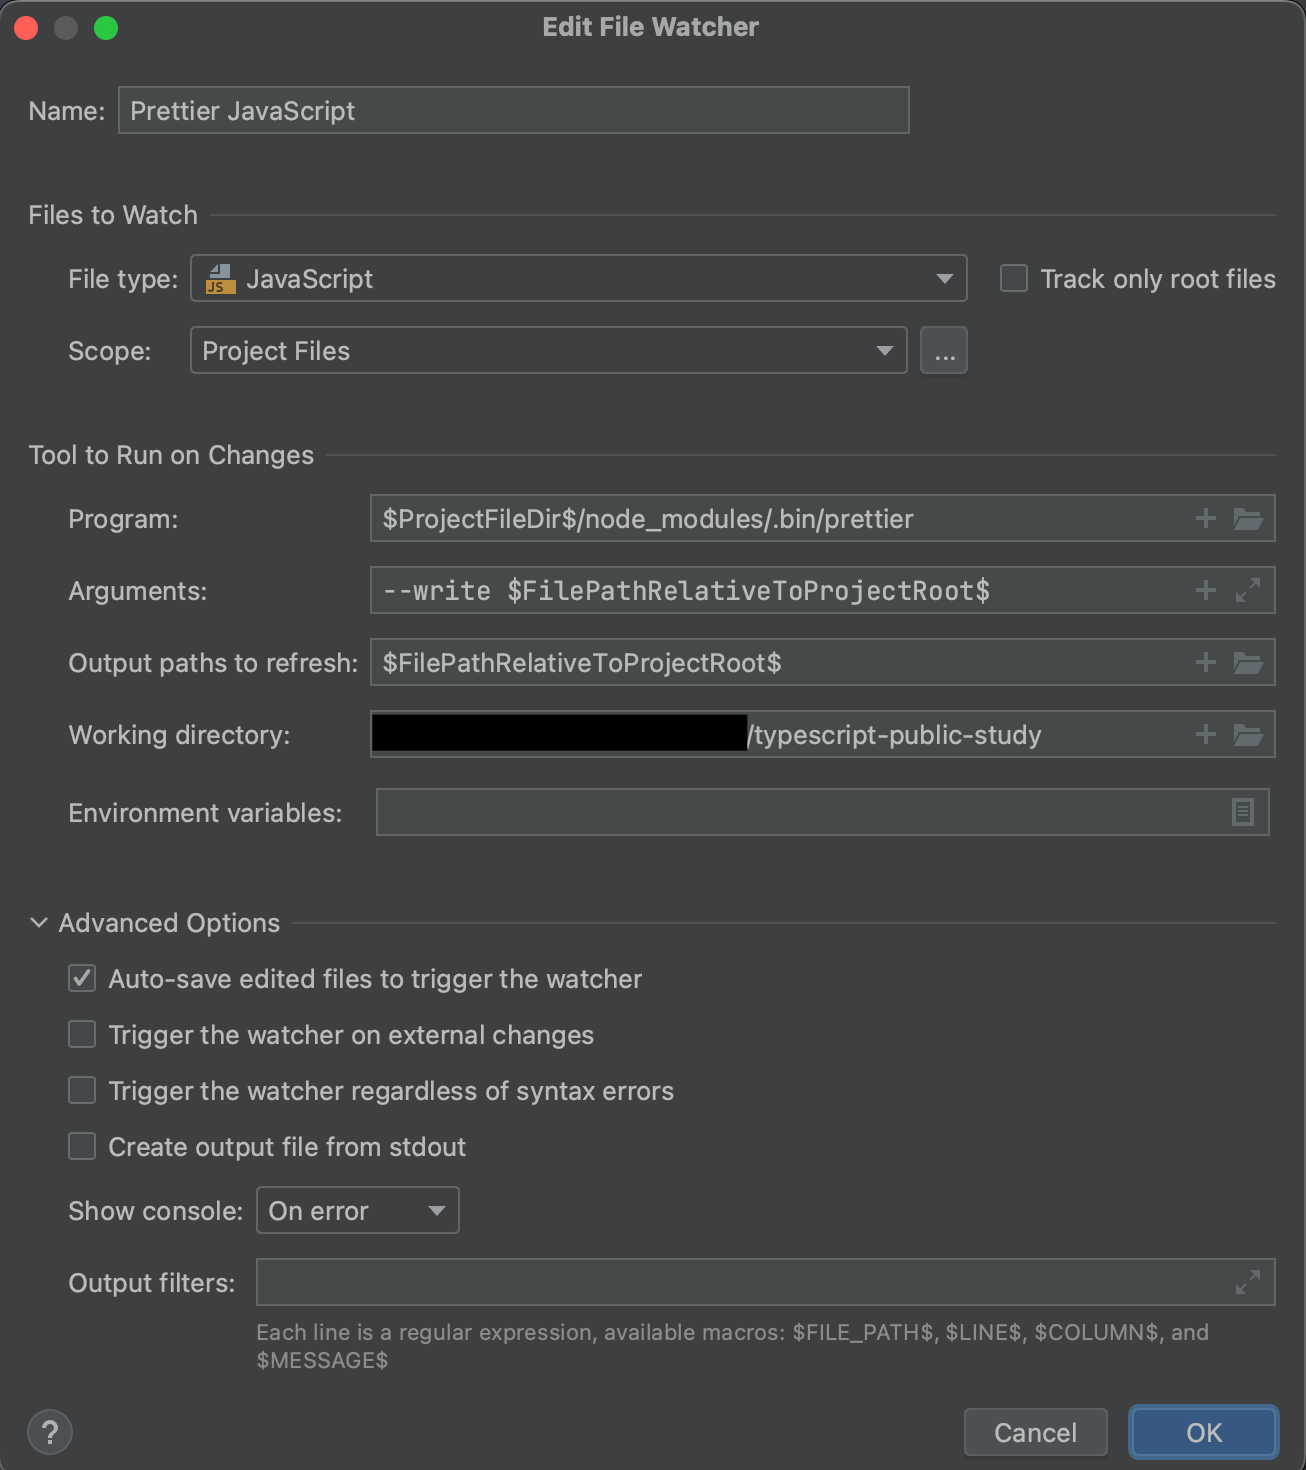 Edit File Watcher
Name: Prettier JavaScript
Files to Watch
File type: JS JavaScript Track only root files
Scope: Project Files ...
Tool to Run on Changes
Program: $ProjectFileDir$/node_modules/.bin/prettier
Arguments: --write $FilePathRelativeToProjectRoot$
Output paths to refresh: $FilePathRelativeToProjectRoot$
Working directory: /typescript-public-study
Environment variables:
Advanced Options
Auto-save edited files to trigger the watcher
Trigger the watcher on external changes
Trigger the watcher regardless of syntax errors
Create output file from stdout
Show console: On error
Output filters:
Each line is a regular expression, available macros: $FILE_PATH$, $LINE$, $COLUMN$, and
$MESSAGE$
? Cancel OK